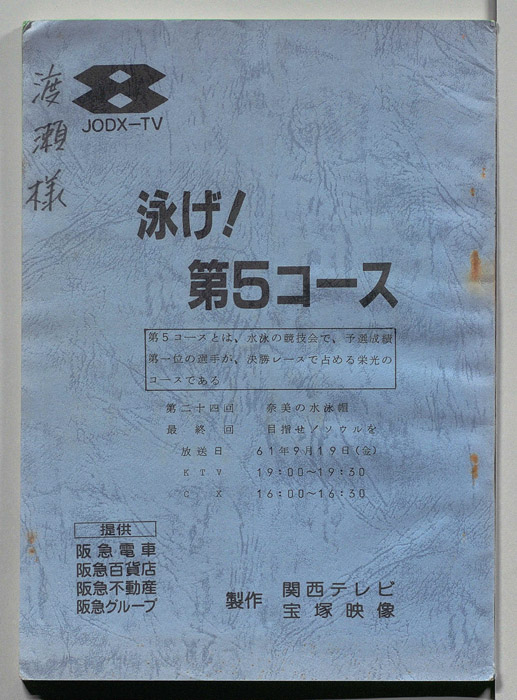 渡瀬様
JODX-TV
泳げ!
第5コース
第5コースとは、水泳の競技会で、予選成績
第一位の選手が、決勝レースで占める栄光の
コースである
第二十四回 奈美の水泳帽
最終回 目指せ!ソウルを
放送日 61年9月19日(金)
KTV 19:00~19:30
CX 16:00~16:30
提供
阪急電車
阪急百貨店
阪急不動産
阪急グループ
製作 関西テレビ
宝塚映像